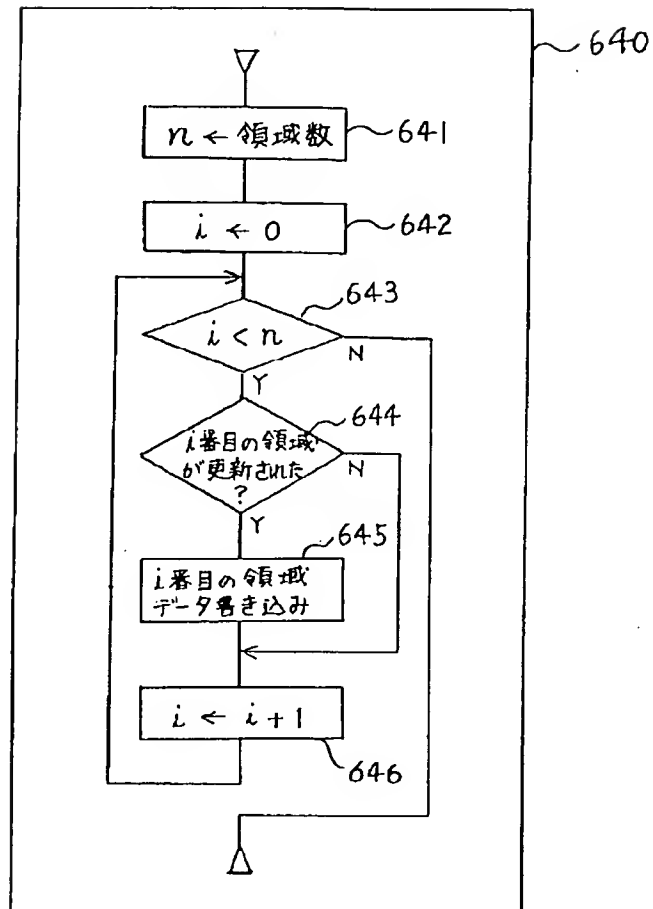 640
n ← 領域数
641
i ← 0
642
643
i < n
N
Y
644
i番目の領域
が更新された
?
N
Y
645
i番目の領域
データ書き込み
i ← i+1
646